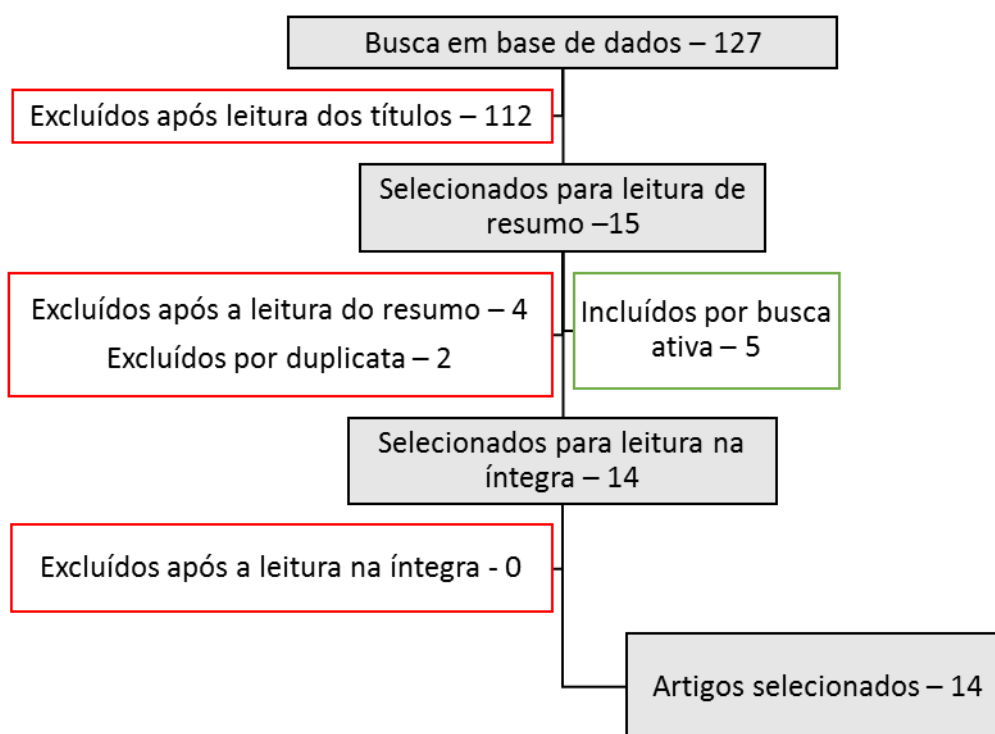 Busca em base de dados – 127
Excluídos após leitura dos títulos – 112
Selecionados para leitura de
resumo –15
Excluídos após a leitura do resumo – 4
Excluídos por duplicata – 2
Incluídos por busca
ativa – 5
Selecionados para leitura na
íntegra – 14
Excluídos após a leitura na íntegra - 0
Artigos selecionados – 14